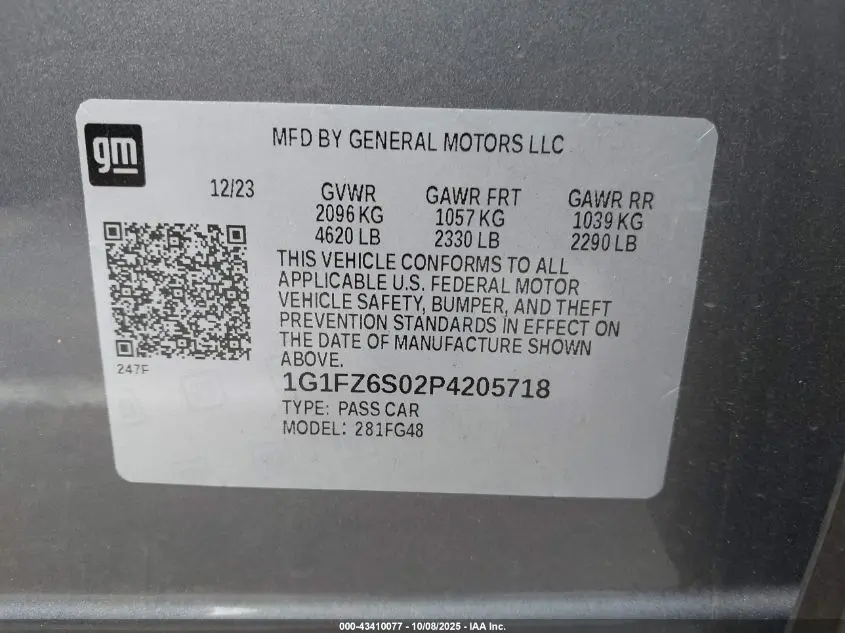 gm
MFD BY GENERAL MOTORS LLC
12/23
GVWR GAWR FRT GAWR RR
2096 KG 1057 KG 1039 KG
4620 LB 2330 LB 2290 LB
THIS VEHICLE CONFORMS TO ALL
APPLICABLE U.S. FEDERAL MOTOR
VEHICLE SAFETY, BUMPER, AND THEFT
PREVENTION STANDARDS IN EFFECT ON
THE DATE OF MANUFACTURE SHOWN
ABOVE.
247F
1G1FZ6S02P4205718
TYPE: PASS CAR
MODEL: 281FG48
000-43410077 - 10/08/2025 - IAA Inc.